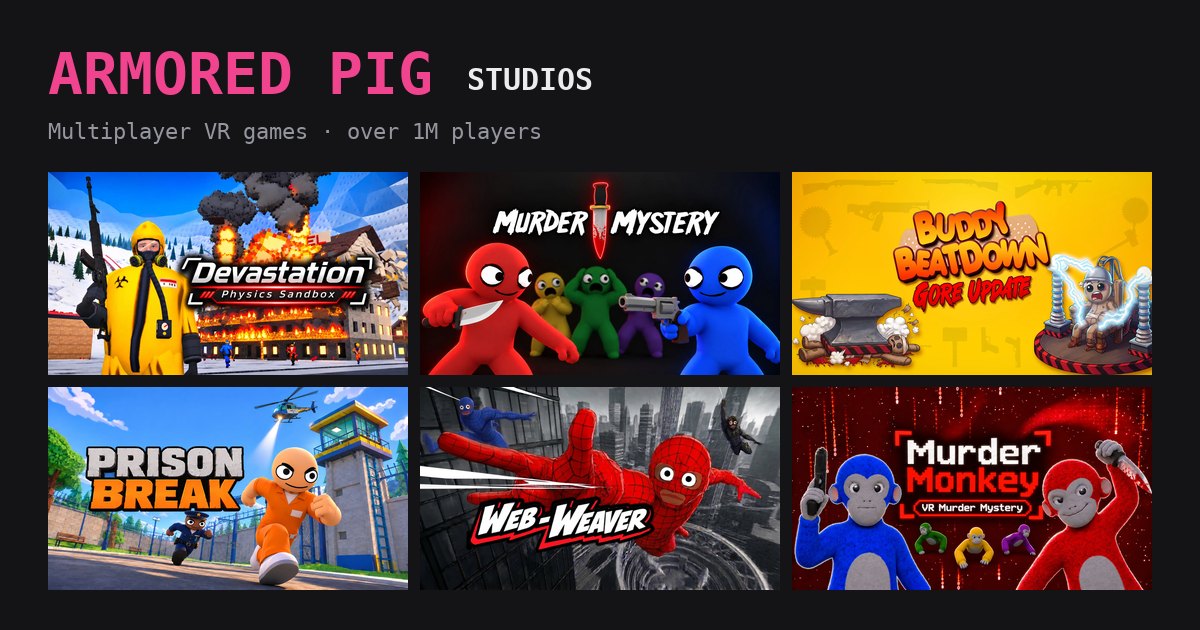 ARMORED PIG STUDIOS
Multiplayer VR games · over 1M players
Devastation
Physics Sandbox
MURDER MYSTERY
BUDDY
BEATDOWN
GORE UPDATE
PRISON
BREAK
WEB-WEAVER
Murder
Monkey
VR Murder Mystery